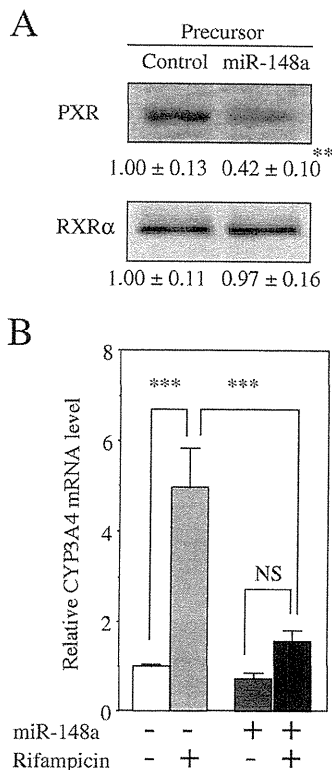 A
Precursor
Control miR-148a
PXR
**
1.00 ± 0.13 0.42 ± 0.10
RXRα
1.00 ± 0.11 0.97 ± 0.16
B
Relative CYP3A4 mRNA level
8
6
4
2
0
*** ***
NS
miR-148a - - + +
Rifampicin - + - +